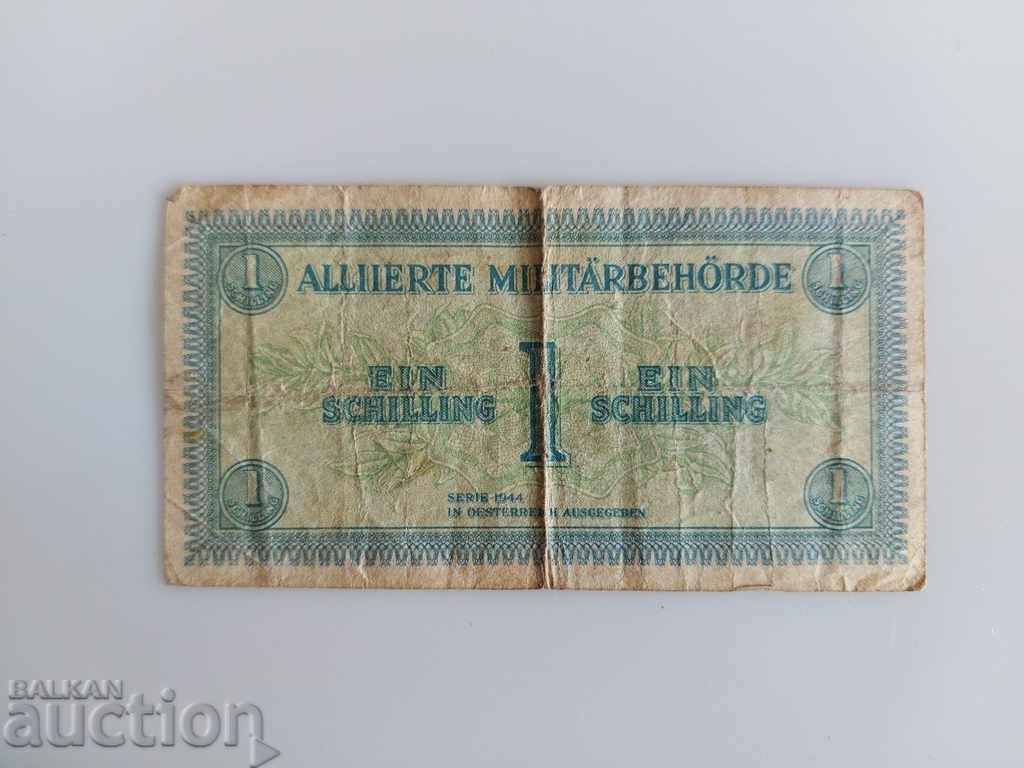 1 SCHILLING
ALLIIERTE MILITÄRBEHÖRDE
1 SCHILLING
EIN
SCHILLING
1
EIN
SCHILLING
1 SCHILLING
SERIE 1944
IN OESTERREICH AUSGEGEBEN
1 SCHILLING
BALKAN
auction